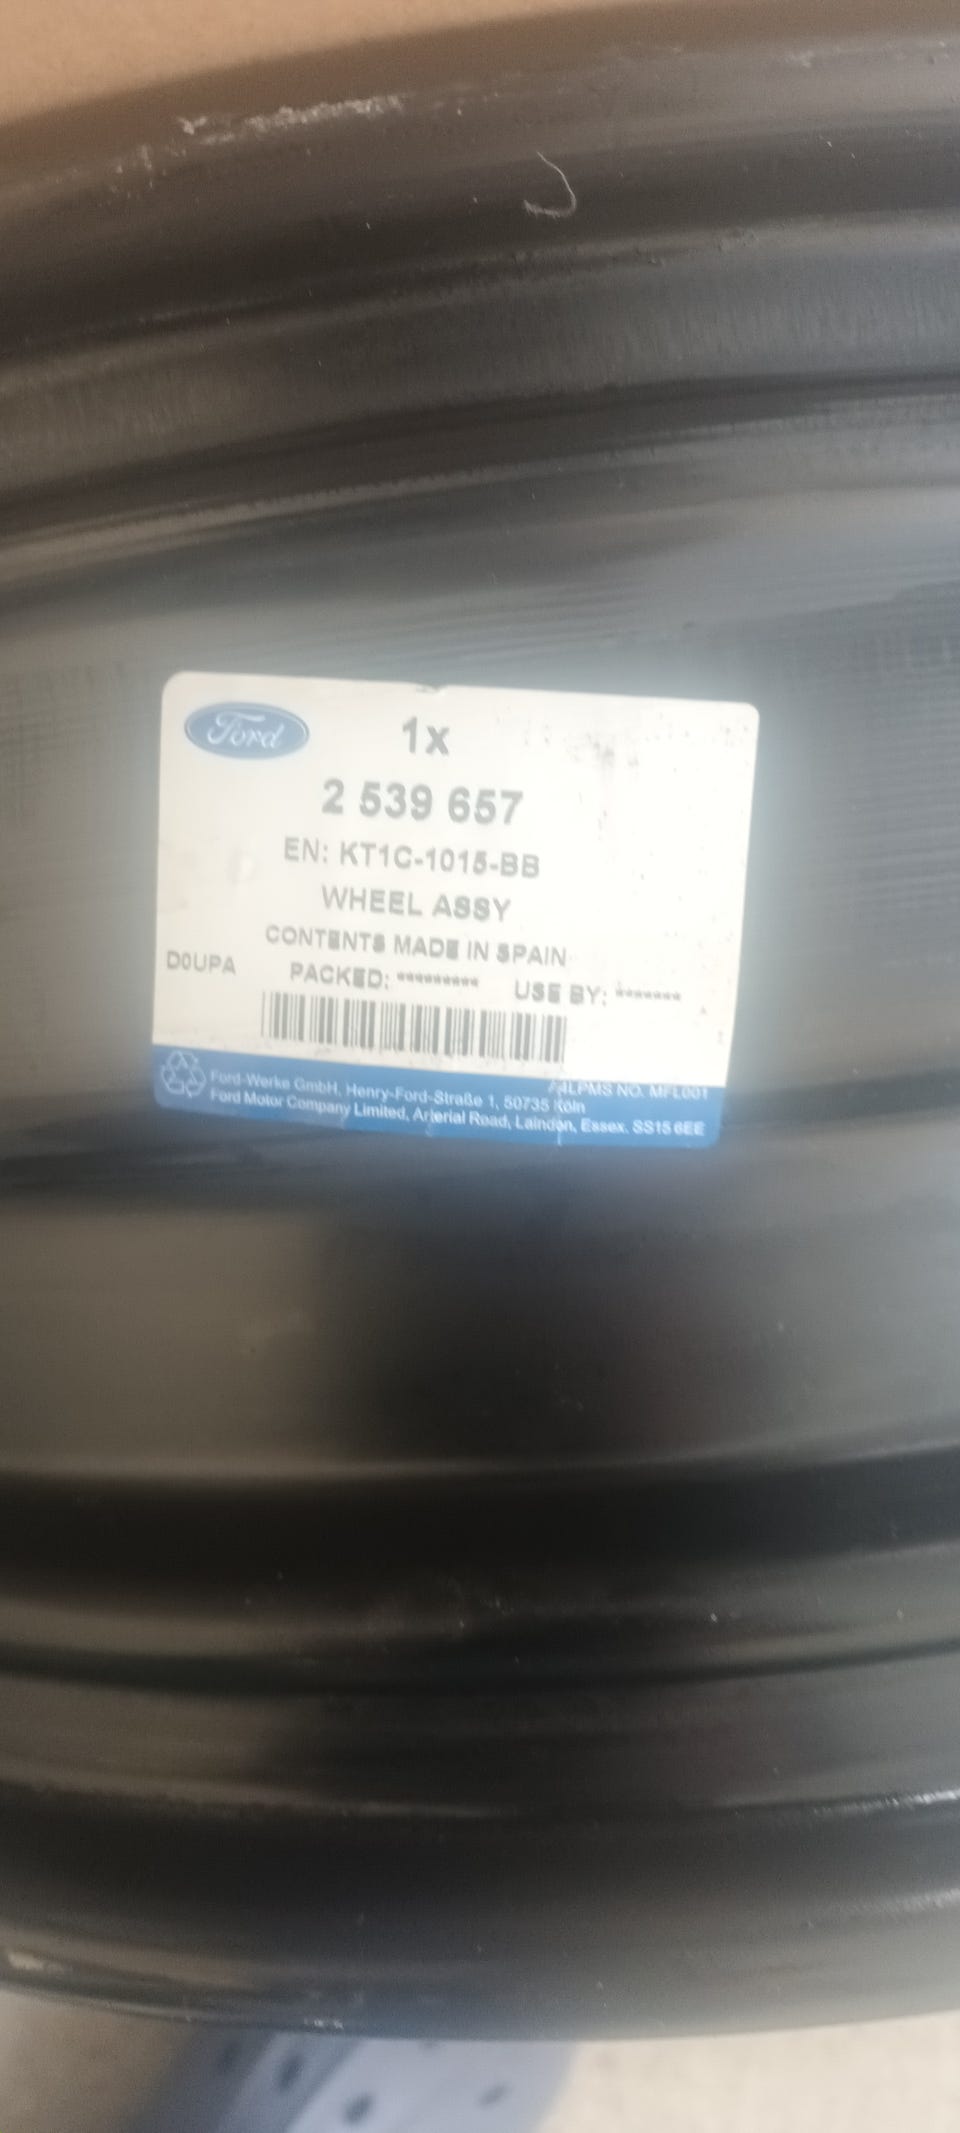 Ford
1x
2 539 657
EN: KT1C-1015-BB
WHEEL ASSY
CONTENTS MADE IN SPAIN
D0UPA PACKED: ********* USE BY: *******
LPMS NO. MFL001
Ford-Werke GmbH, Henry-Ford-Straße 1, 50735 Köln
Ford Motor Company Limited, Arterial Road, Laindon, Essex. SS15 6EE